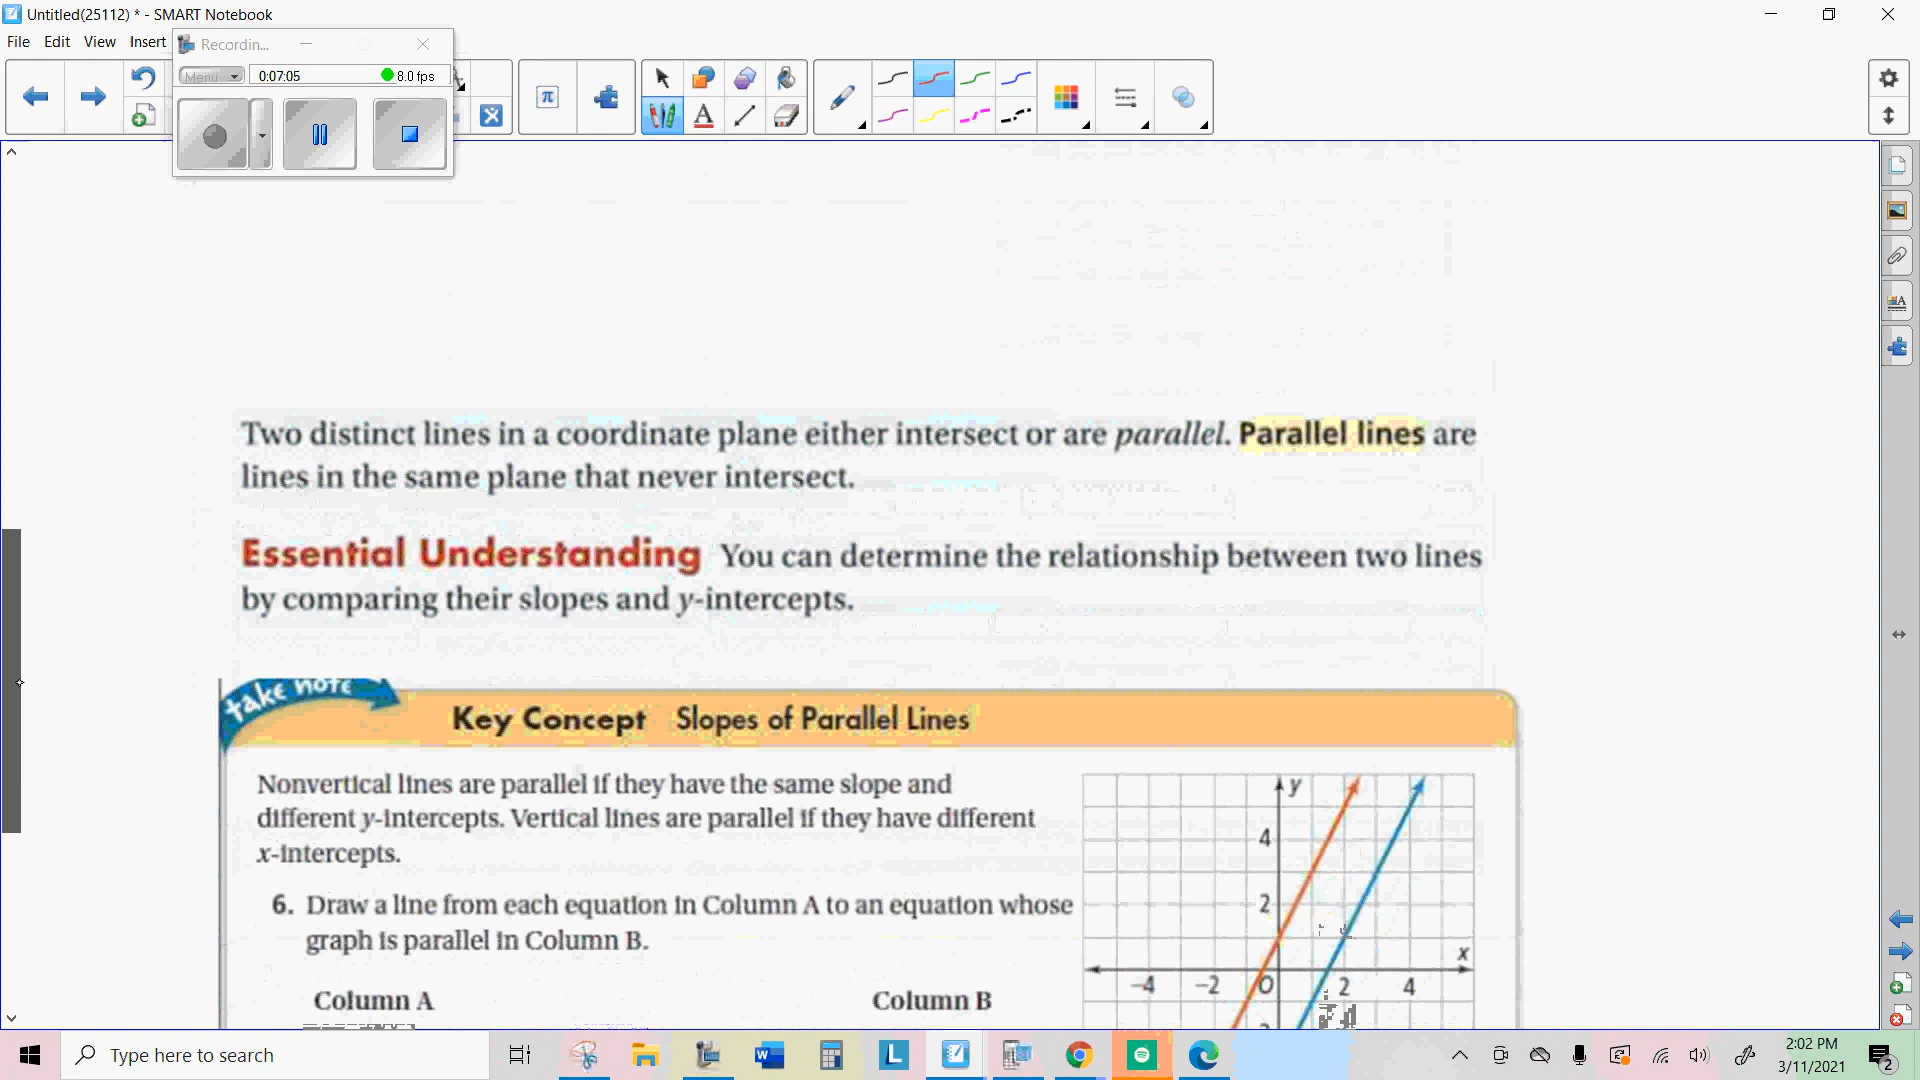 Untitled(25112) * - SMART Notebook
File Edit View Insert
Recordin...
Menu 0:07:05 8.0 fps
π
A
Two distinct lines in a coordinate plane either intersect or are parallel. Parallel lines are
lines in the same plane that never intersect.
Essential Understanding You can determine the relationship between two lines
by comparing their slopes and y-intercepts.
take note
Key Concept Slopes of Parallel Lines
Nonvertical lines are parallel if they have the same slope and
different y-intercepts. Vertical lines are parallel if they have different
x-intercepts.
6. Draw a line from each equation in Column A to an equation whose
graph is parallel in Column B.
Column A Column B
y
4
2
x
-4 -2 O 2 4
Type here to search
2:02 PM
3/11/2021
2